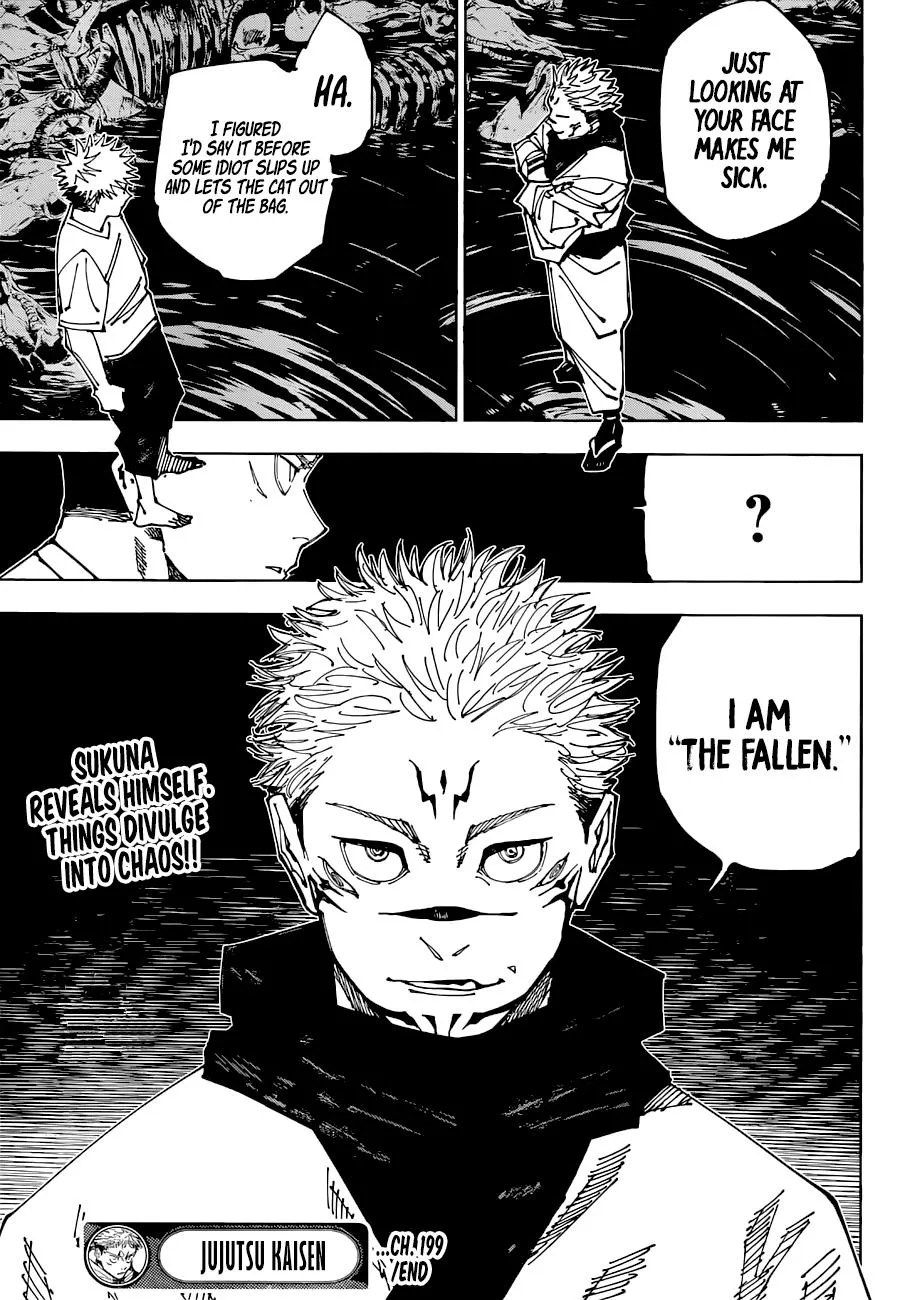 JUST
LOOKING AT
YOUR FACE
MAKES ME
SICK.
HA.
I FIGURED
I'D SAY IT BEFORE
SOME IDIOT SLIPS UP
AND LETS THE CAT OUT
OF THE BAG.
?
I AM
"THE FALLEN."
SUKUNA
REVEALS HIMSELF.
THINGS DIVULGE
INTO CHAOS!!
JUJUTSU KAISEN
...CH. 199
/END